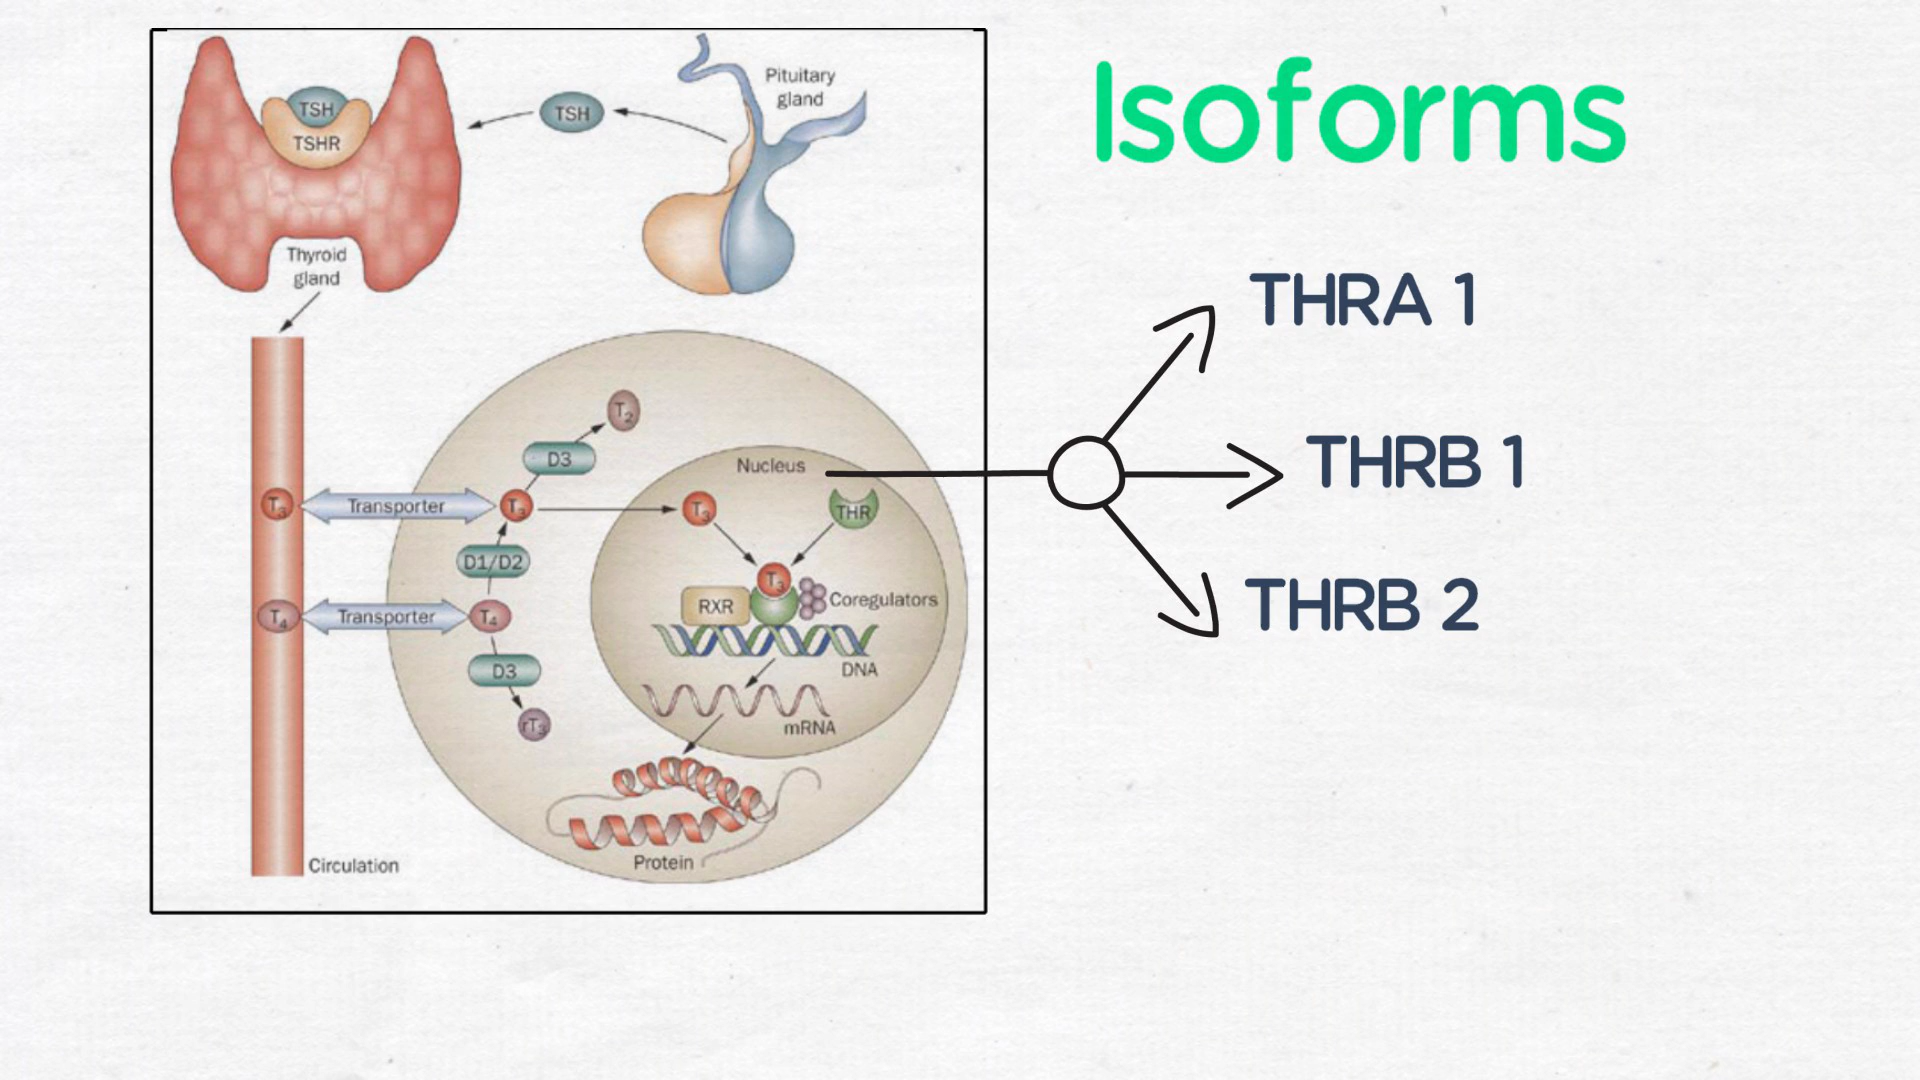 Isoforms
Pituitary
gland
TSH
TSH
TSHR
Thyroid
gland
THRA 1
T2
D3
Nucleus
THRB 1
T3
Transporter
T3
T3
THR
D1/D2
T3
RXR
Coregulators
T4
Transporter
T4
THRB 2
DNA
D3
rT3
mRNA
Protein
Circulation